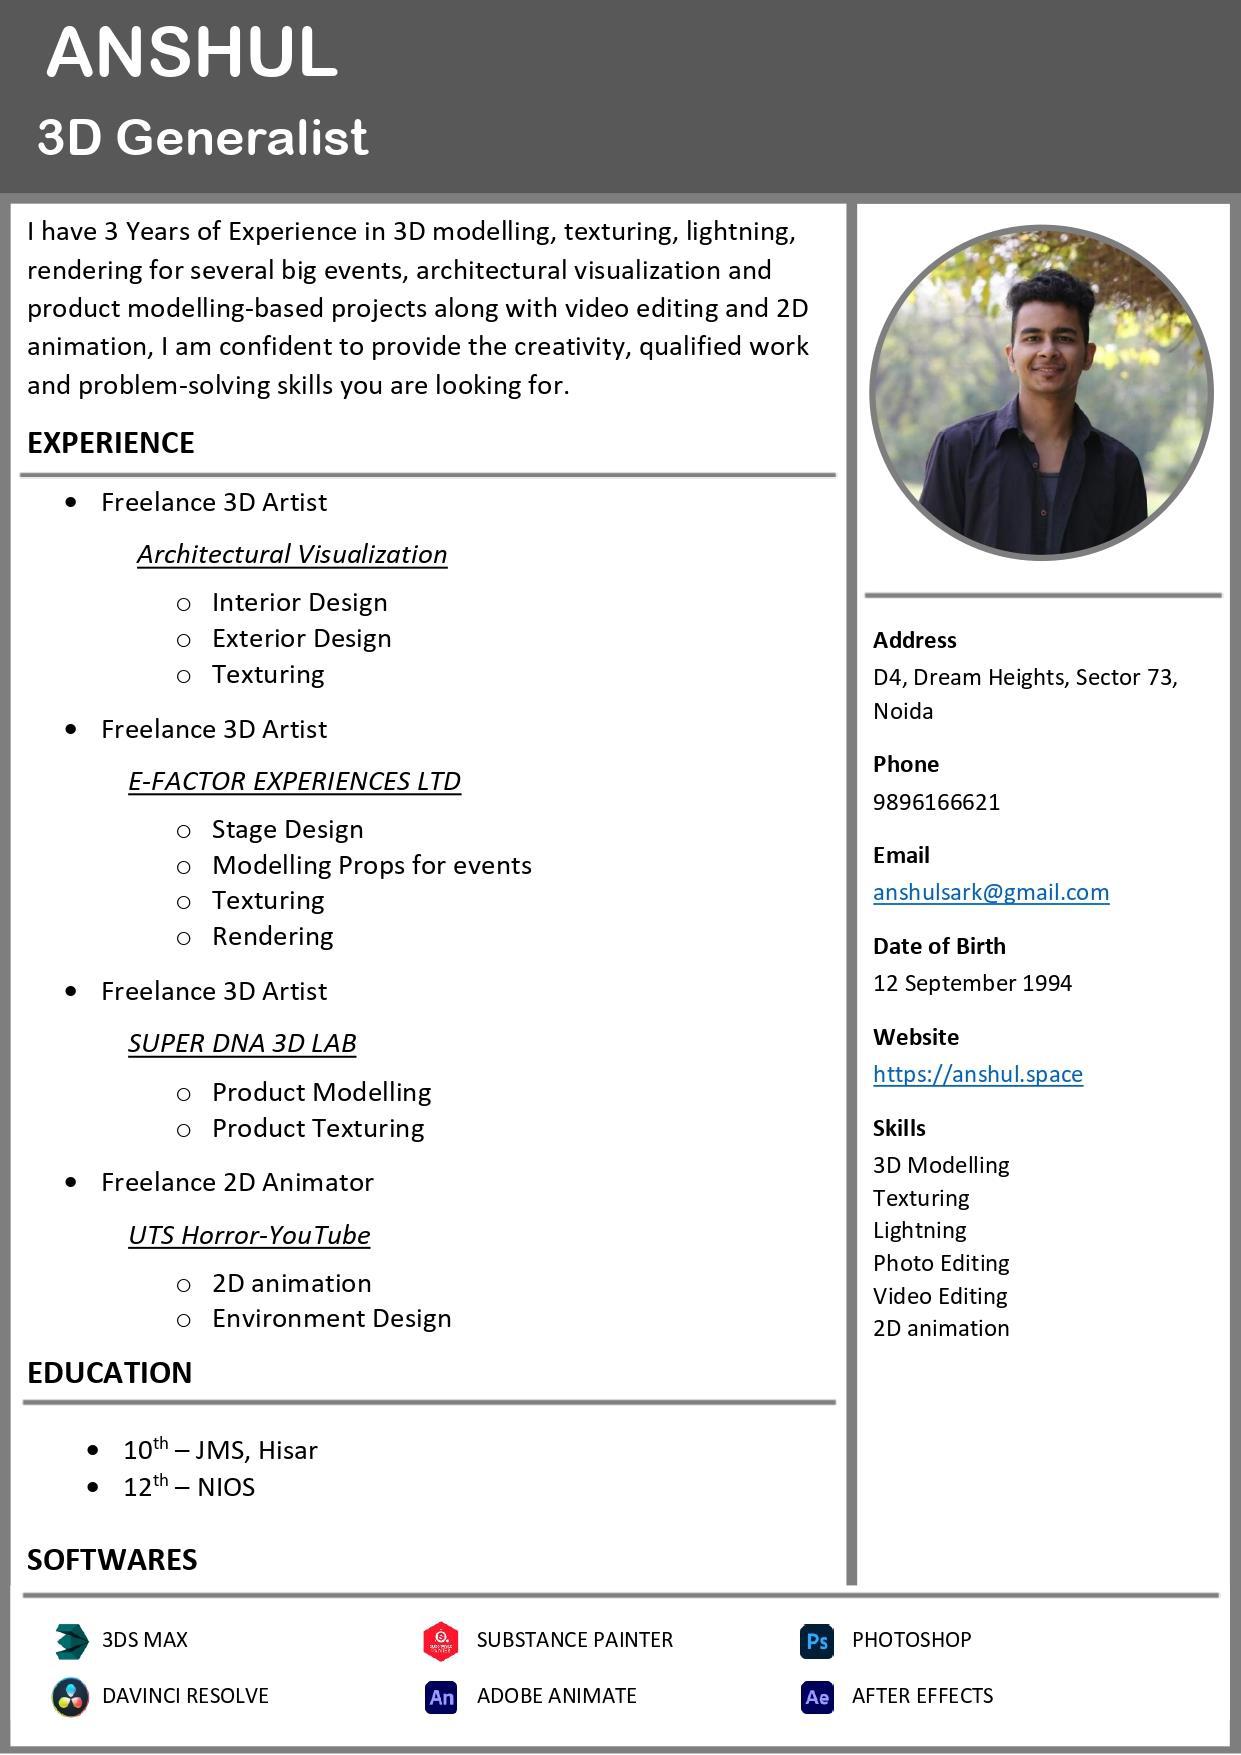 ANSHUL
3D Generalist
I have 3 Years of Experience in 3D modelling, texturing, lightning,
rendering for several big events, architectural visualization and
product modelling-based projects along with video editing and 2D
animation, I am confident to provide the creativity, qualified work
and problem-solving skills you are looking for.
EXPERIENCE
• Freelance 3D Artist
Architectural Visualization
o Interior Design
o Exterior Design
o Texturing
• Freelance 3D Artist
E-FACTOR EXPERIENCES LTD
o Stage Design
o Modelling Props for events
o Texturing
o Rendering
• Freelance 3D Artist
SUPER DNA 3D LAB
o Product Modelling
o Product Texturing
• Freelance 2D Animator
UTS Horror-YouTube
o 2D animation
o Environment Design
EDUCATION
• 10th – JMS, Hisar
• 12th – NIOS
Address
D4, Dream Heights, Sector 73,
Noida
Phone
9896166621
Email
anshulsark@gmail.com
Date of Birth
12 September 1994
Website
https://anshul.space
Skills
3D Modelling
Texturing
Lightning
Photo Editing
Video Editing
2D animation
SOFTWARES
3DS MAX
SUBSTANCE PAINTER
Ps PHOTOSHOP
DAVINCI RESOLVE
An ADOBE ANIMATE
Ae AFTER EFFECTS